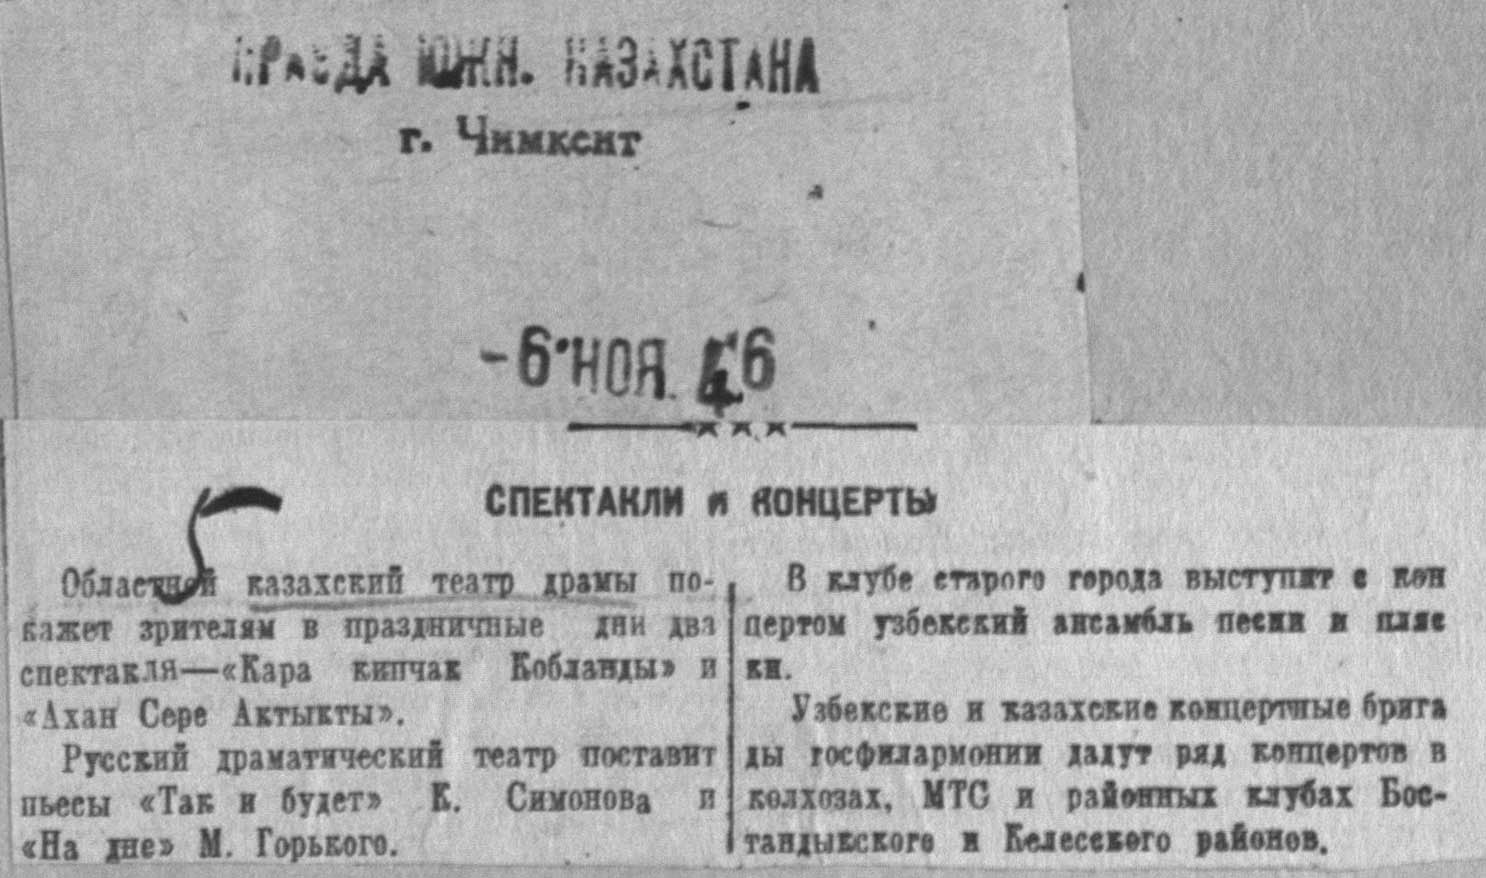 ПРАВДА ЮЖН. КАЗАХСТАНА
г. Чимкент
-6 НОЯ 46
СПЕКТАКЛИ и КОНЦЕРТЫ
Областной казахский театр драмы по-
кажет зрителям в праздничные дни два
спектакля—«Кара кипчак Кобланды» и
«Ахан Сере Актыкты».
Русский драматический театр поставит
пьесы «Так и будет» К. Симонова и
«На дне» М. Горького.
В клубе старого города выступит с кон
цертом узбекский ансамбль песни и пляс
ки.
Узбекские и казахские концертные брига
ды госфилармонии дадут ряд концертов в
колхозах, МТС и районных клубах Бос-
тандыкского и Келесского районов.